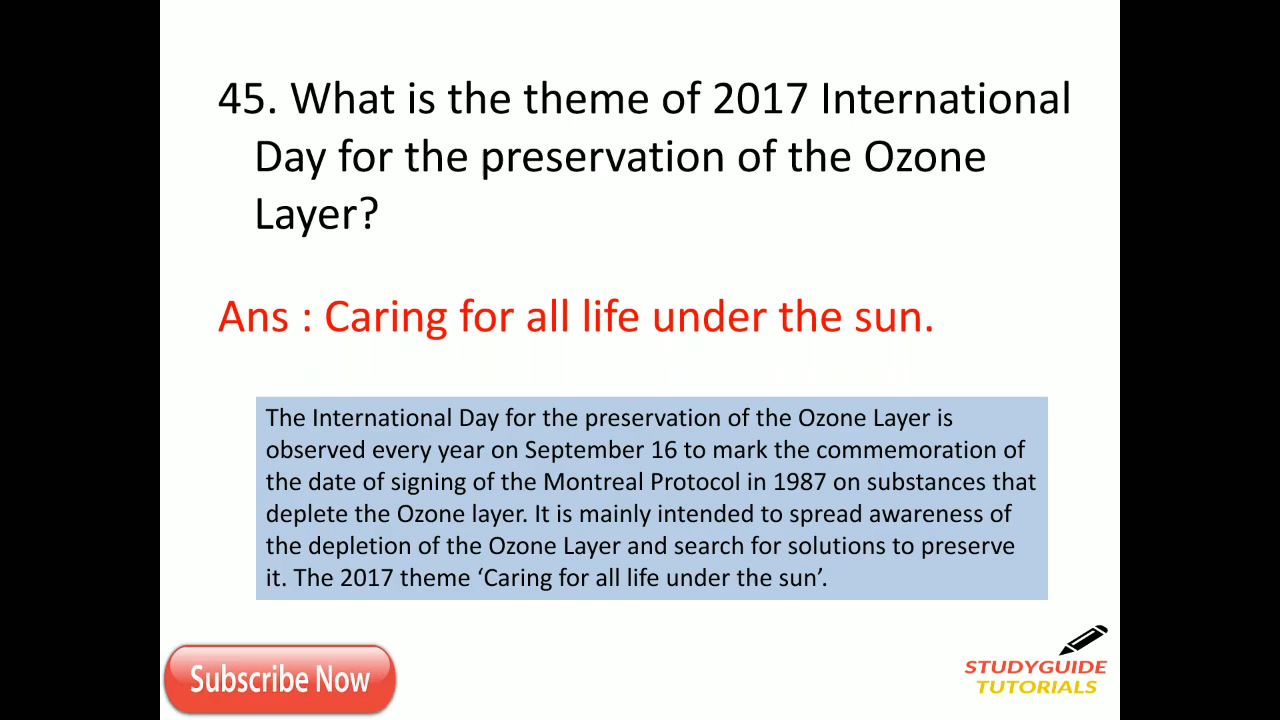 45. What is the theme of 2017 International
Day for the preservation of the Ozone
Layer?
Ans : Caring for all life under the sun.
The International Day for the preservation of the Ozone Layer is
observed every year on September 16 to mark the commemoration of
the date of signing of the Montreal Protocol in 1987 on substances that
deplete the Ozone layer. It is mainly intended to spread awareness of
the depletion of the Ozone Layer and search for solutions to preserve
it. The 2017 theme ‘Caring for all life under the sun’.
Subscribe Now
STUDYGUIDE
TUTORIALS